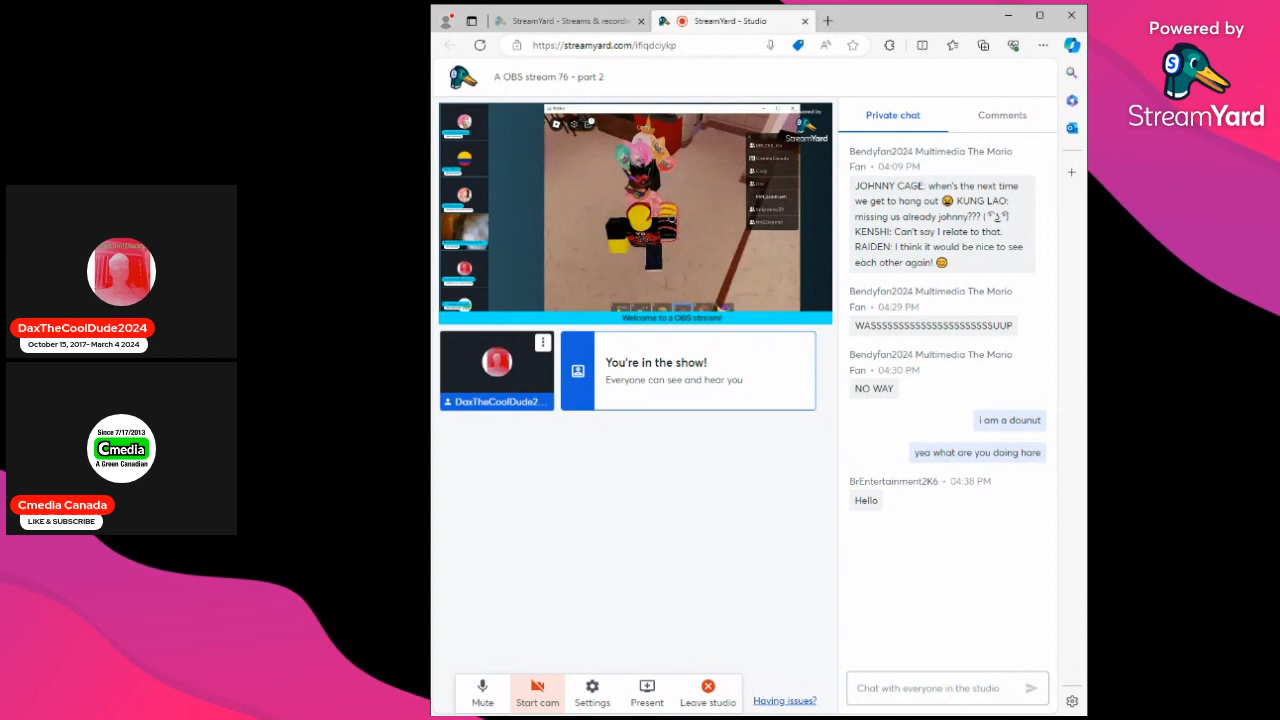 Powered by
StreamYard
StreamYard - Streams & recordin
StreamYard - Studio
https://streamyard.com/ifiqdciykp
A OBS stream 76 - part 2
Private chat
Comments
StreamYard
Welcome to a OBS stream!
DaxTheCoolDude2...
You're in the show!
Everyone can see and hear you
Bendyfan2024 Multimedia The Mario
Fan • 04:09 PM
JOHNNY CAGE: when's the next time
we get to hang out 😫 KUNG LAO:
missing us already johnny??? ( ͡° ͜ʖ ͡°)
KENSHI: Can't say I relate to that.
RAIDEN: I think it would be nice to see
each other again! 😊
Bendyfan2024 Multimedia The Mario
Fan • 04:29 PM
WASSSSSSSSSSSSSSSSSSSSSSUUP
Bendyfan2024 Multimedia The Mario
Fan • 04:30 PM
NO WAY
i am a dounut
yea what are you doing hare
BrEntertainment2K6 • 04:38 PM
Hello
DaxTheCoolDude2024
October 15, 2017- March 4 2024
Since 7/17/2013
Cmedia
A Green Canadian
Cmedia Canada
LIKE & SUBSCRIBE
Mute
Start cam
Settings
Present
Leave studio
Having issues?
Chat with everyone in the studio